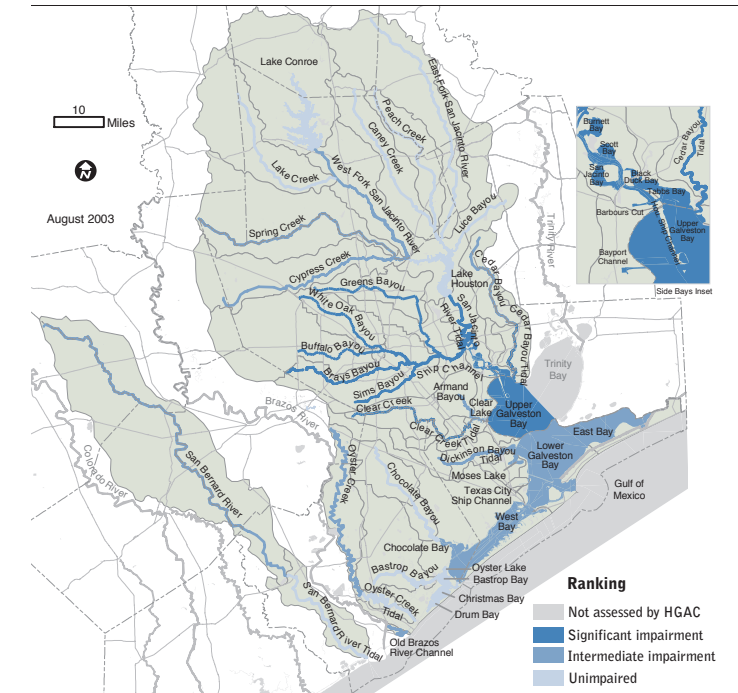 Lake Conroe
East Fork San Jacinto River
10
Miles
Peach Creek
Caney Creek
N
Lake Creek
West Fork San Jacinto River
August 2003
Luce Bayou
Spring Creek
Trinity River
Cypress Creek
Cedar Bayou
Lake
Houston
Greens Bayou
White Oak Bayou
San Jacinto
River Tidal
Cedar Bayou Tidal
Buffalo Bayou
Brays Bayou
Ship Channel
Trinity
Bay
Sims Bayou
Armand
Bayou
Brazos River
Clear Creek
Clear
Lake
Upper
Galveston
Bay
Clear Creek Tidal
East Bay
Dickinson Bayou
Tidal
Lower
Galveston
Bay
Colorado River
San Bernard River
Oyster Creek
Chocolate Bayou
Moses Lake
Texas City
Ship Channel
Gulf of
Mexico
West
Bay
Chocolate Bay
Bastrop Bayou
Oyster Lake
Bastrop Bay
Oyster Creek
Tidal
Christmas Bay
Drum Bay
San Bernard River Tidal
Old Brazos
River Channel
Burnett
Bay
Scott
Bay
San
Jacinto
Bay
Black
Duck Bay
Tabbs Bay
Cedar Bayou
Tidal
Barbours Cut
Upper
Galveston
Bay
Bayport
Channel
Side Bays Inset
Ranking
Not assessed by HGAC
Significant impairment
Intermediate impairment
Unimpaired